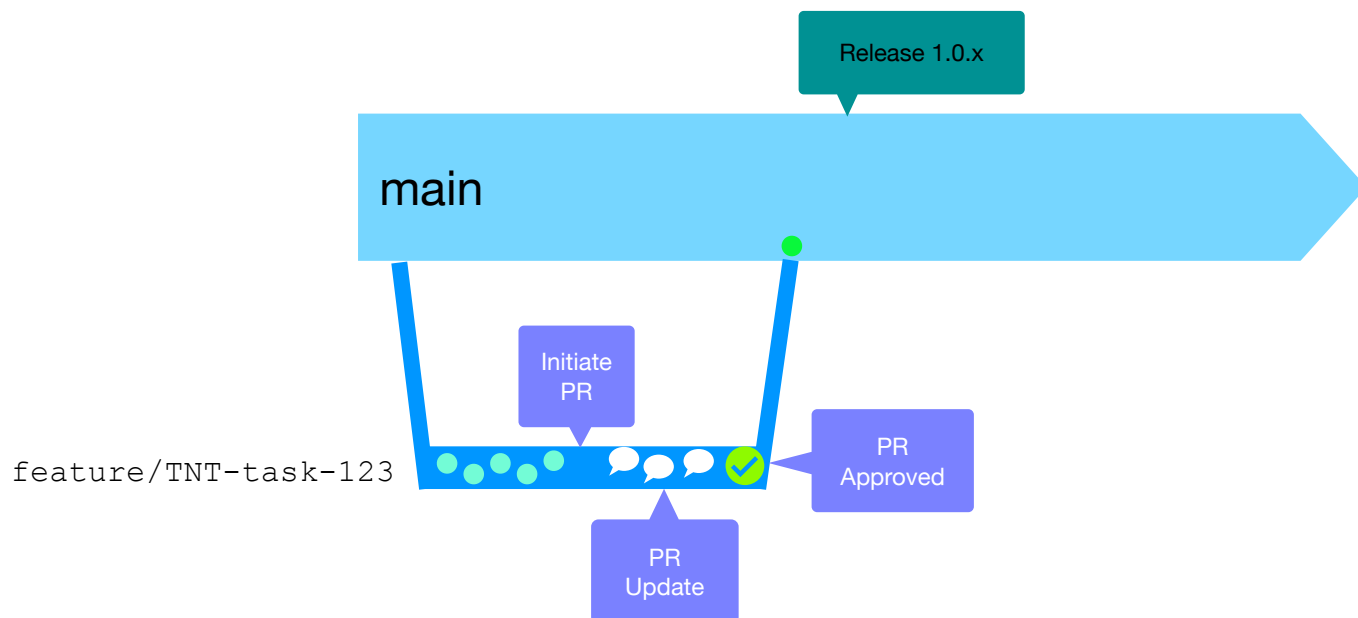 Release 1.0.x
main
Initiate
PR
feature/TNT-task-123
PR
Approved
PR
Update